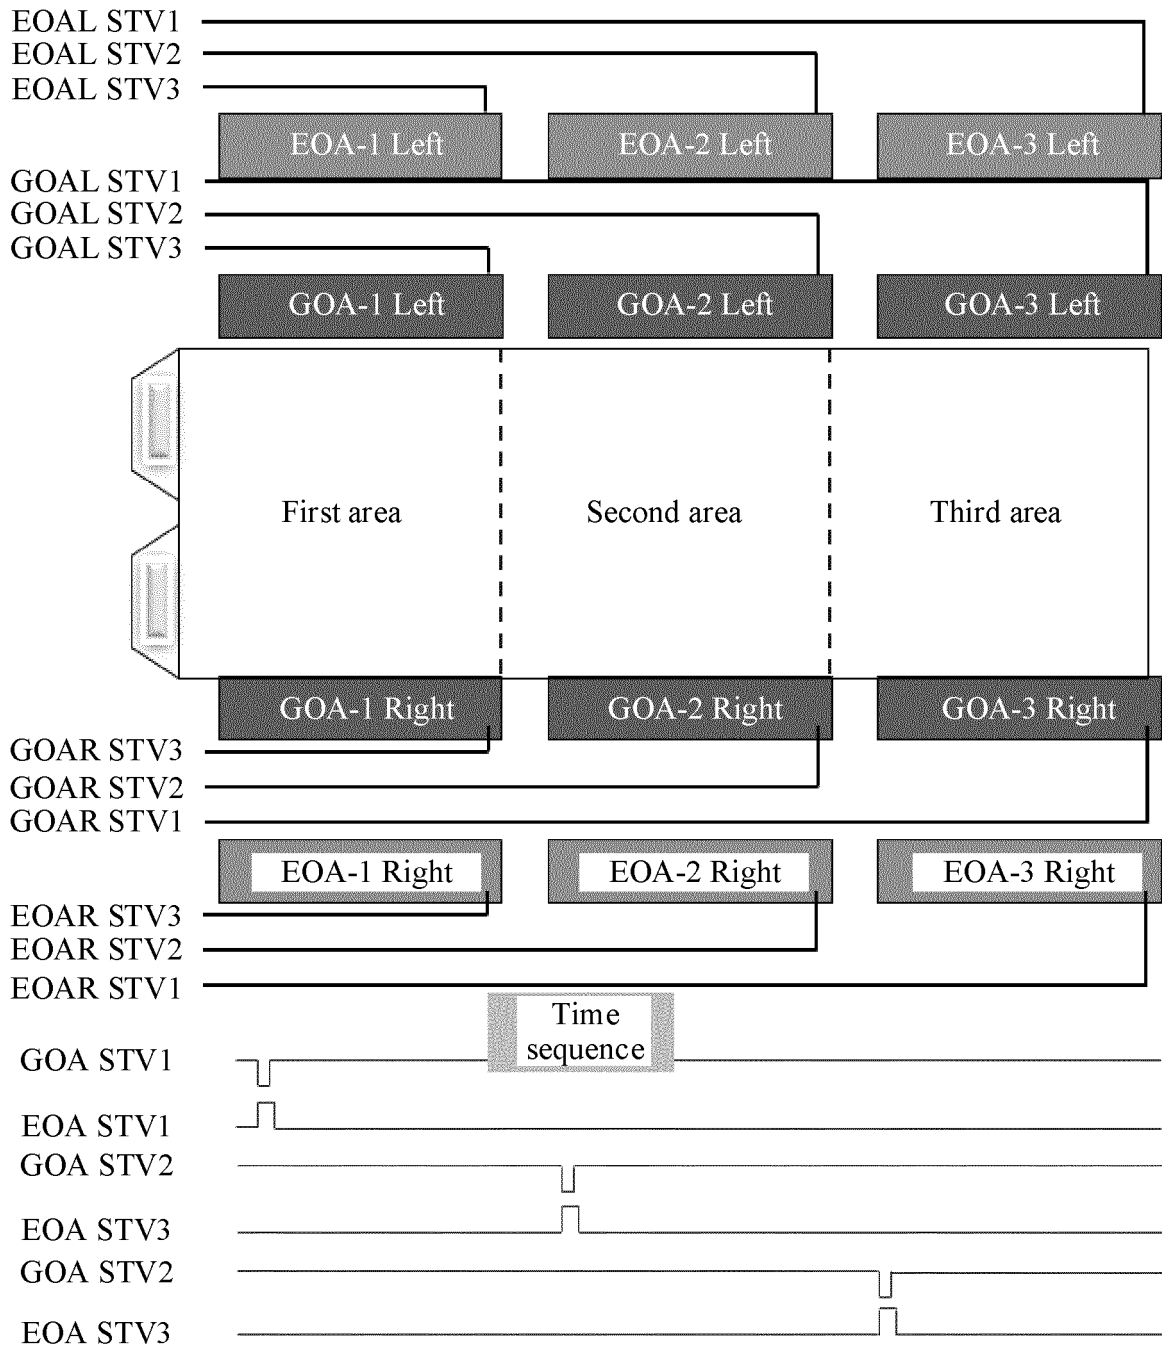 EOAL STV1
EOAL STV2
EOAL STV3
EOA-1 Left
EOA-2 Left
EOA-3 Left
GOAL STV1
GOAL STV2
GOAL STV3
GOA-1 Left
GOA-2 Left
GOA-3 Left
First area
Second area
Third area
GOA-1 Right
GOA-2 Right
GOA-3 Right
GOAR STV3
GOAR STV2
GOAR STV1
EOA-1 Right
EOA-2 Right
EOA-3 Right
EOAR STV3
EOAR STV2
EOAR STV1
Time
sequence
GOA STV1
EOA STV1
GOA STV2
EOA STV3
GOA STV2
EOA STV3